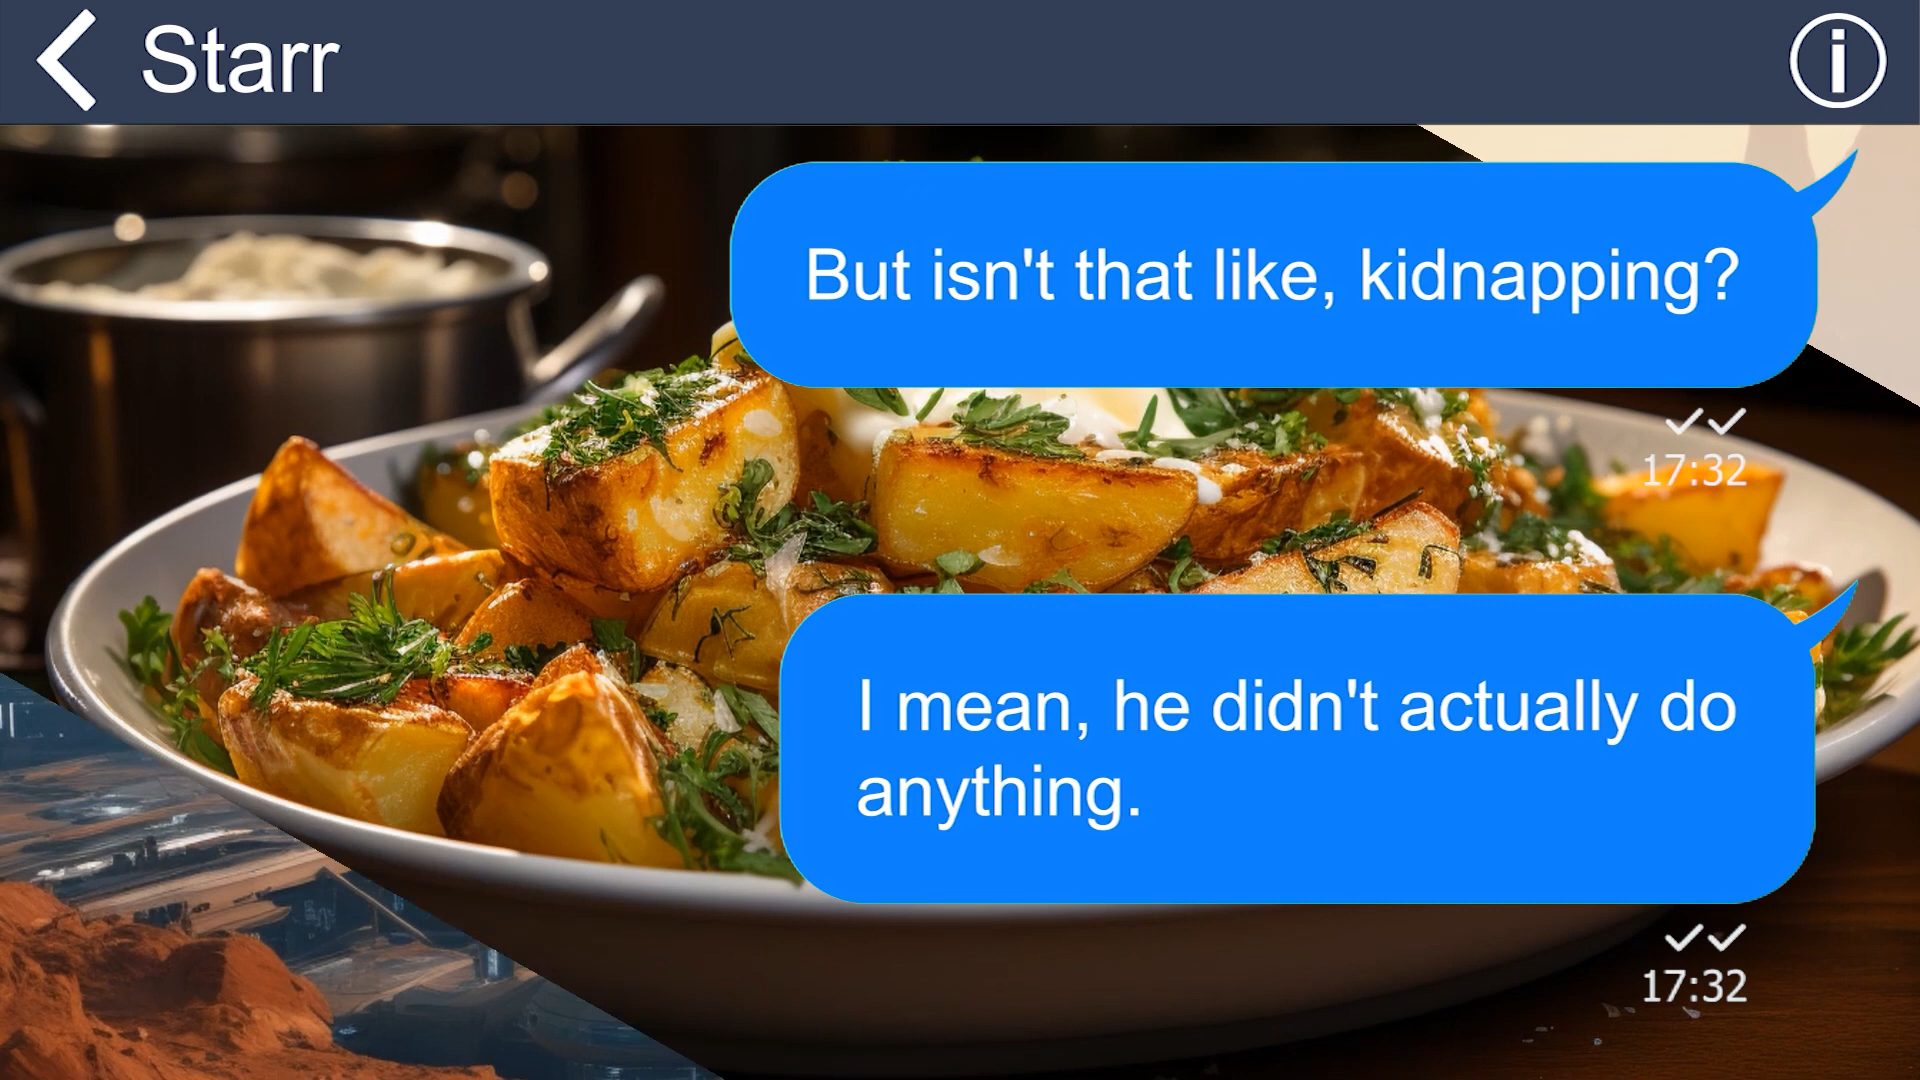 Starr
But isn't that like, kidnapping?
17:32
I mean, he didn't actually do
anything.
17:32